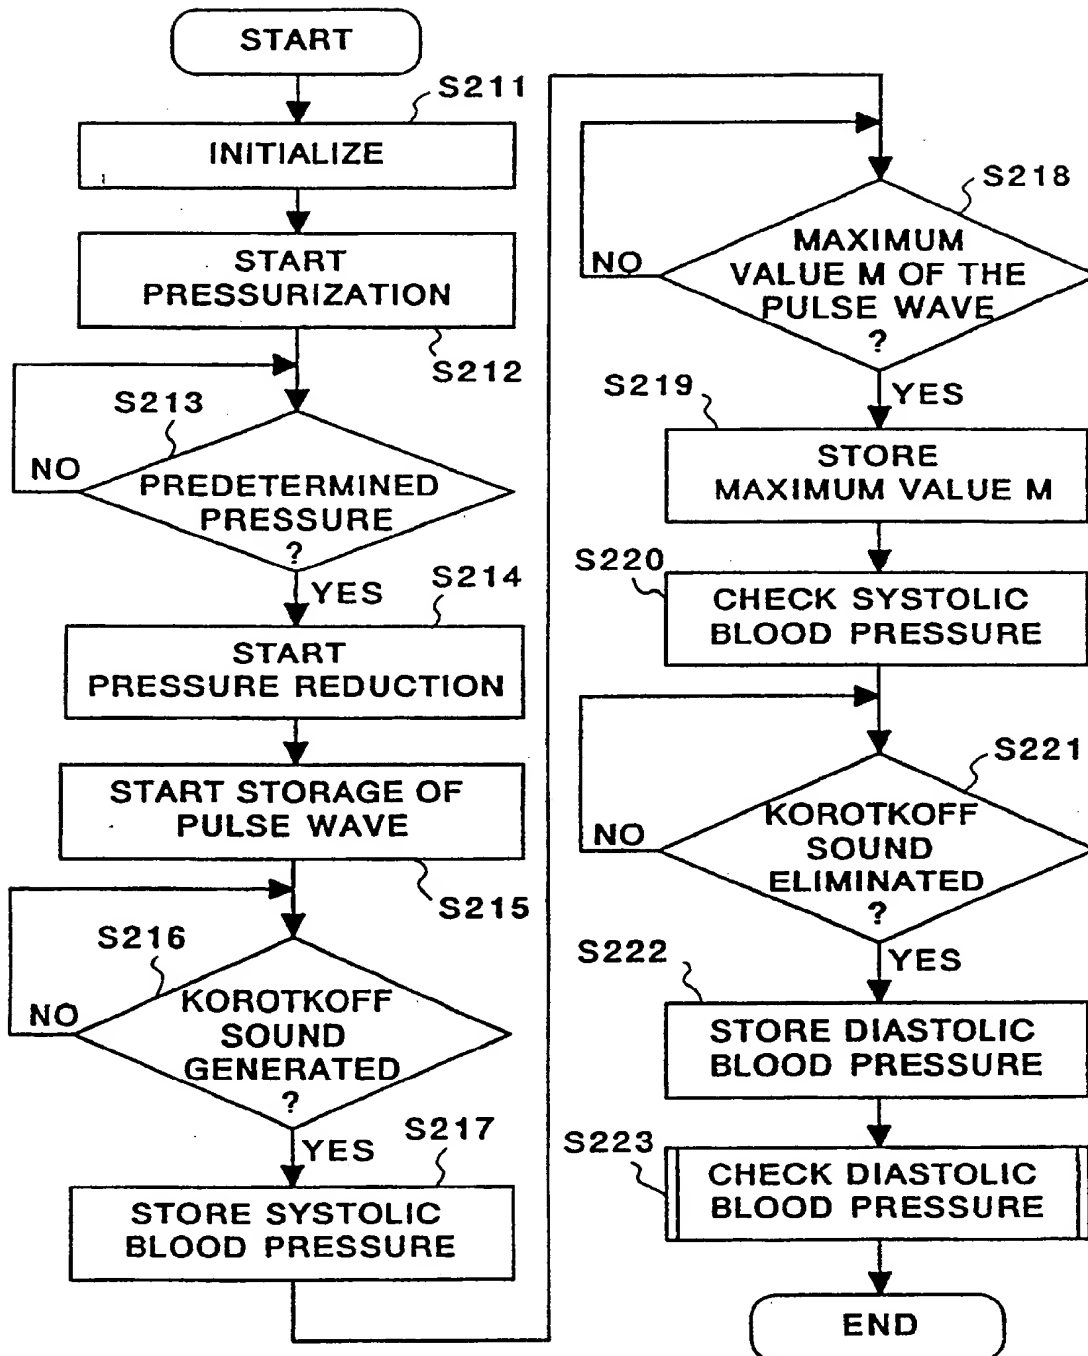 START
S211
INITIALIZE
START
PRESSURIZATION
S212
S213
NO
PREDETERMINED
PRESSURE
?
YES
S214
START
PRESSURE REDUCTION
START STORAGE OF
PULSE WAVE
S215
S216
NO
KOROTKOFF
SOUND
GENERATED
?
YES
S217
STORE SYSTOLIC
BLOOD PRESSURE
S218
NO
MAXIMUM
VALUE M OF THE
PULSE WAVE
?
YES
S219
STORE
MAXIMUM VALUE M
S220
CHECK SYSTOLIC
BLOOD PRESSURE
S221
NO
KOROTKOFF
SOUND
ELIMINATED
?
YES
S222
STORE DIASTOLIC
BLOOD PRESSURE
S223
CHECK DIASTOLIC
BLOOD PRESSURE
END